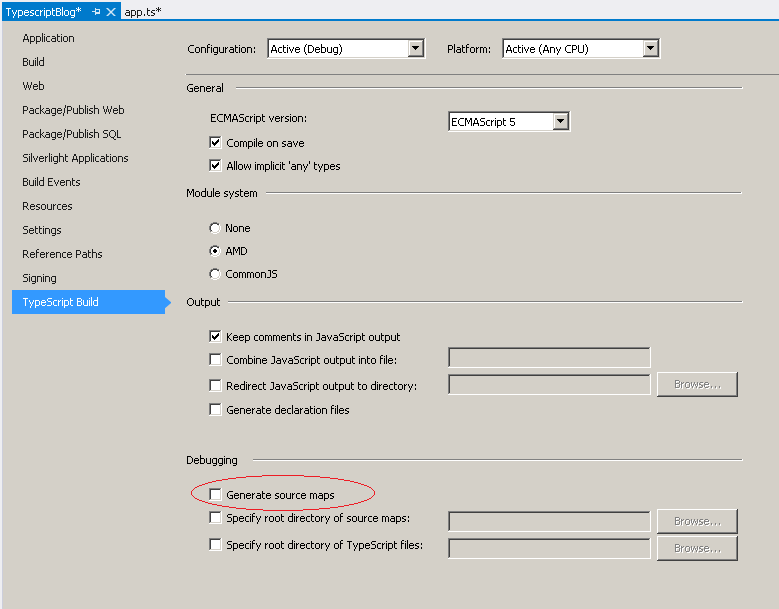 TypescriptBlog* app.ts*
Application
Build
Web
Package/Publish Web
Package/Publish SQL
Silverlight Applications
Build Events
Resources
Settings
Reference Paths
Signing
TypeScript Build
Configuration: Active (Debug) Platform: Active (Any CPU)
General
ECMAScript version: ECMAScript 5
Compile on save
Allow implicit 'any' types
Module system
None
AMD
CommonJS
Output
Keep comments in JavaScript output
Combine JavaScript output into file:
Redirect JavaScript output to directory: Browse...
Generate declaration files
Debugging
Generate source maps
Specify root directory of source maps: Browse...
Specify root directory of TypeScript files: Browse...